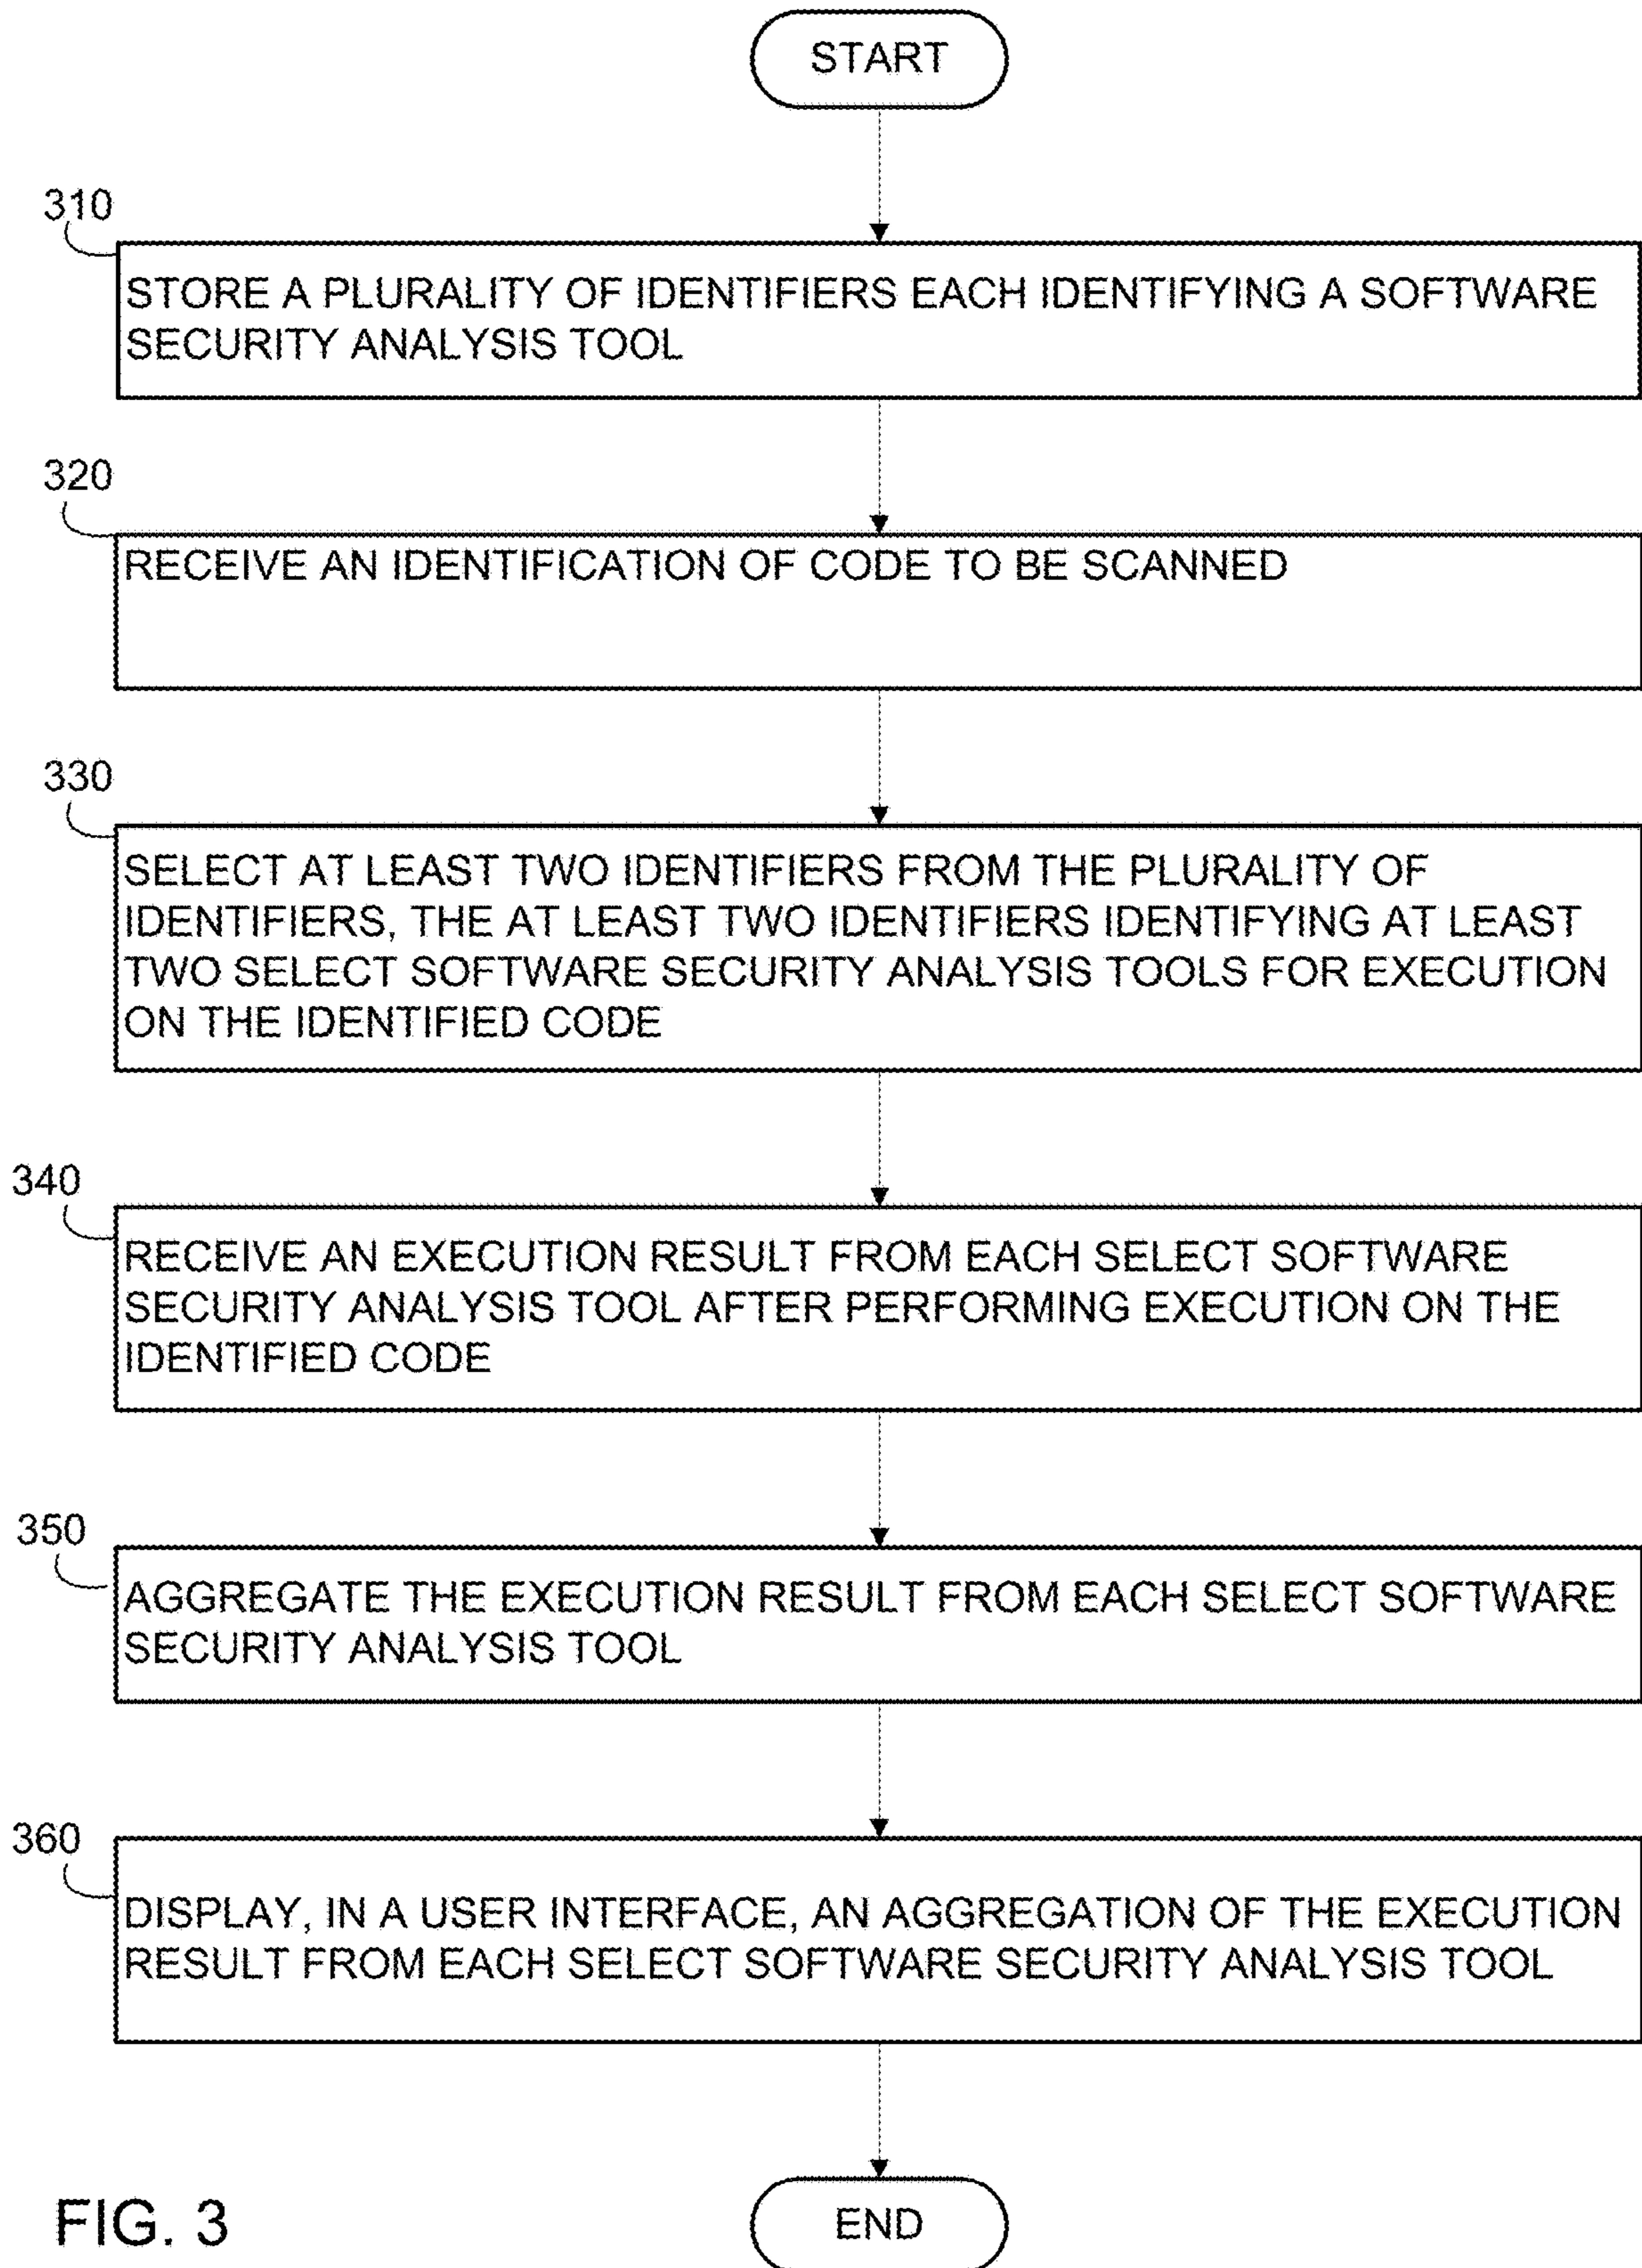 START
310
STORE A PLURALITY OF IDENTIFIERS EACH IDENTIFYING A SOFTWARE
SECURITY ANALYSIS TOOL
320
RECEIVE AN IDENTIFICATION OF CODE TO BE SCANNED
330
SELECT AT LEAST TWO IDENTIFIERS FROM THE PLURALITY OF
IDENTIFIERS, THE AT LEAST TWO IDENTIFIERS IDENTIFYING AT LEAST
TWO SELECT SOFTWARE SECURITY ANALYSIS TOOLS FOR EXECUTION
ON THE IDENTIFIED CODE
340
RECEIVE AN EXECUTION RESULT FROM EACH SELECT SOFTWARE
SECURITY ANALYSIS TOOL AFTER PERFORMING EXECUTION ON THE
IDENTIFIED CODE
350
AGGREGATE THE EXECUTION RESULT FROM EACH SELECT SOFTWARE
SECURITY ANALYSIS TOOL
360
DISPLAY, IN A USER INTERFACE, AN AGGREGATION OF THE EXECUTION
RESULT FROM EACH SELECT SOFTWARE SECURITY ANALYSIS TOOL
END
FIG. 3